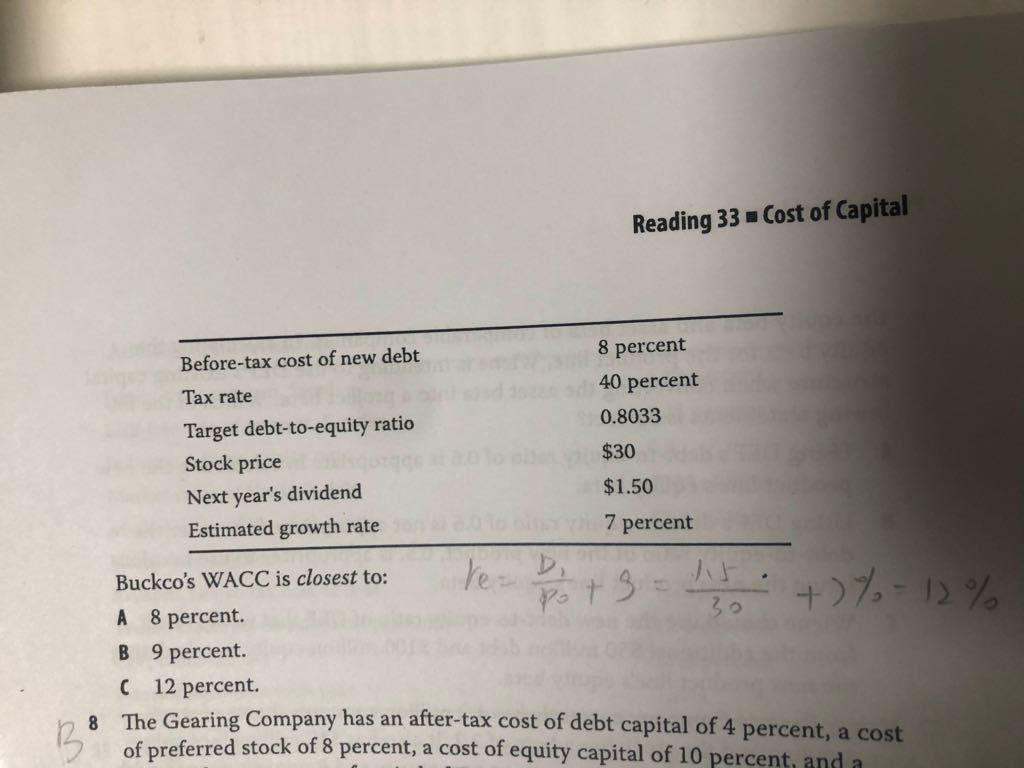 Reading 33 ■ Cost of Capital
Before-tax cost of new debt 8 percent
Tax rate 40 percent
Target debt-to-equity ratio 0.8033
Stock price $30
Next year's dividend $1.50
Estimated growth rate 7 percent
Buckco's WACC is closest to: re = D1/P0 + g = 1.5/30 + 7% = 12%
A 8 percent.
B 9 percent.
C 12 percent.
B 8 The Gearing Company has an after-tax cost of debt capital of 4 percent, a cost
of preferred stock of 8 percent, a cost of equity capital of 10 percent, and a